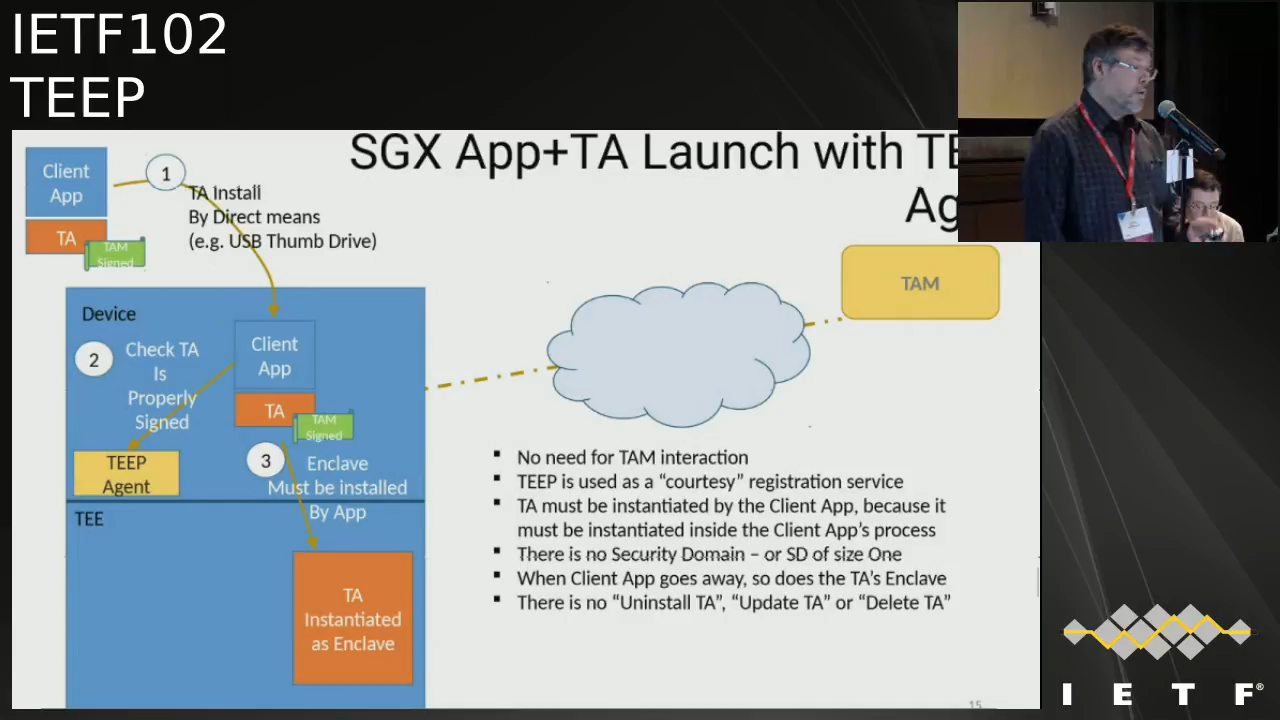 IETF102
TEEP
SGX App+TA Launch with
Client
App
TA
TAM
Signed
1
TA Install
By Direct means
(e.g. USB Thumb Drive)
TAM
Device
2
Check TA
Is
Properly
Signed
Client
App
TA
TAM
Signed
TEEP
Agent
3
Enclave
Must be installed
By App
TEE
TA
Instantiated
as Enclave
▪ No need for TAM interaction
▪ TEEP is used as a “courtesy” registration service
▪ TA must be instantiated by the Client App, because it
must be instantiated inside the Client App’s process
▪ There is no Security Domain – or SD of size One
▪ When Client App goes away, so does the TA’s Enclave
▪ There is no “Uninstall TA”, “Update TA” or “Delete TA”
15
I E T F®